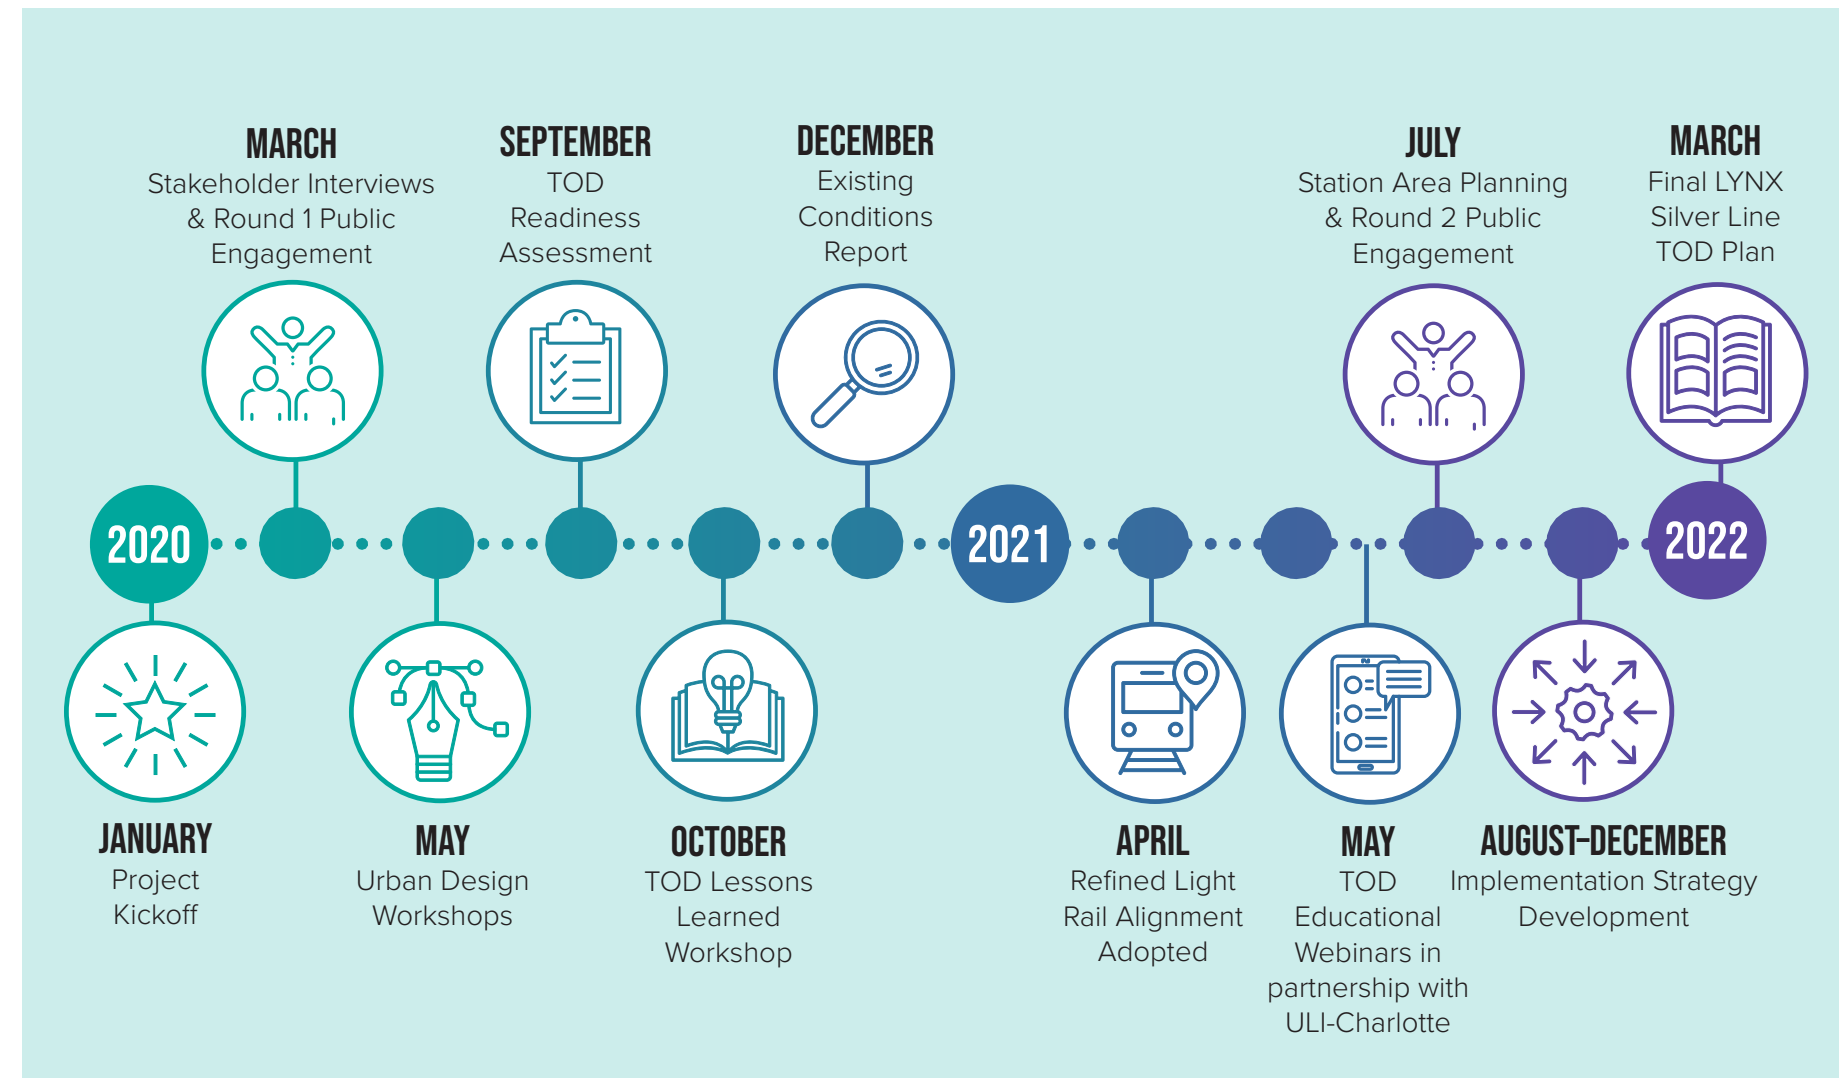 MARCH
Stakeholder Interviews
& Round 1 Public
Engagement
SEPTEMBER
TOD
Readiness
Assessment
DECEMBER
Existing
Conditions
Report
JULY
Station Area Planning
& Round 2 Public
Engagement
MARCH
Final LYNX
Silver Line
TOD Plan
2020
2021
2022
JANUARY
Project
Kickoff
MAY
Urban Design
Workshops
OCTOBER
TOD Lessons
Learned
Workshop
APRIL
Refined Light
Rail Alignment
Adopted
MAY
TOD
Educational
Webinars in
partnership with
ULI-Charlotte
AUGUST–DECEMBER
Implementation Strategy
Development